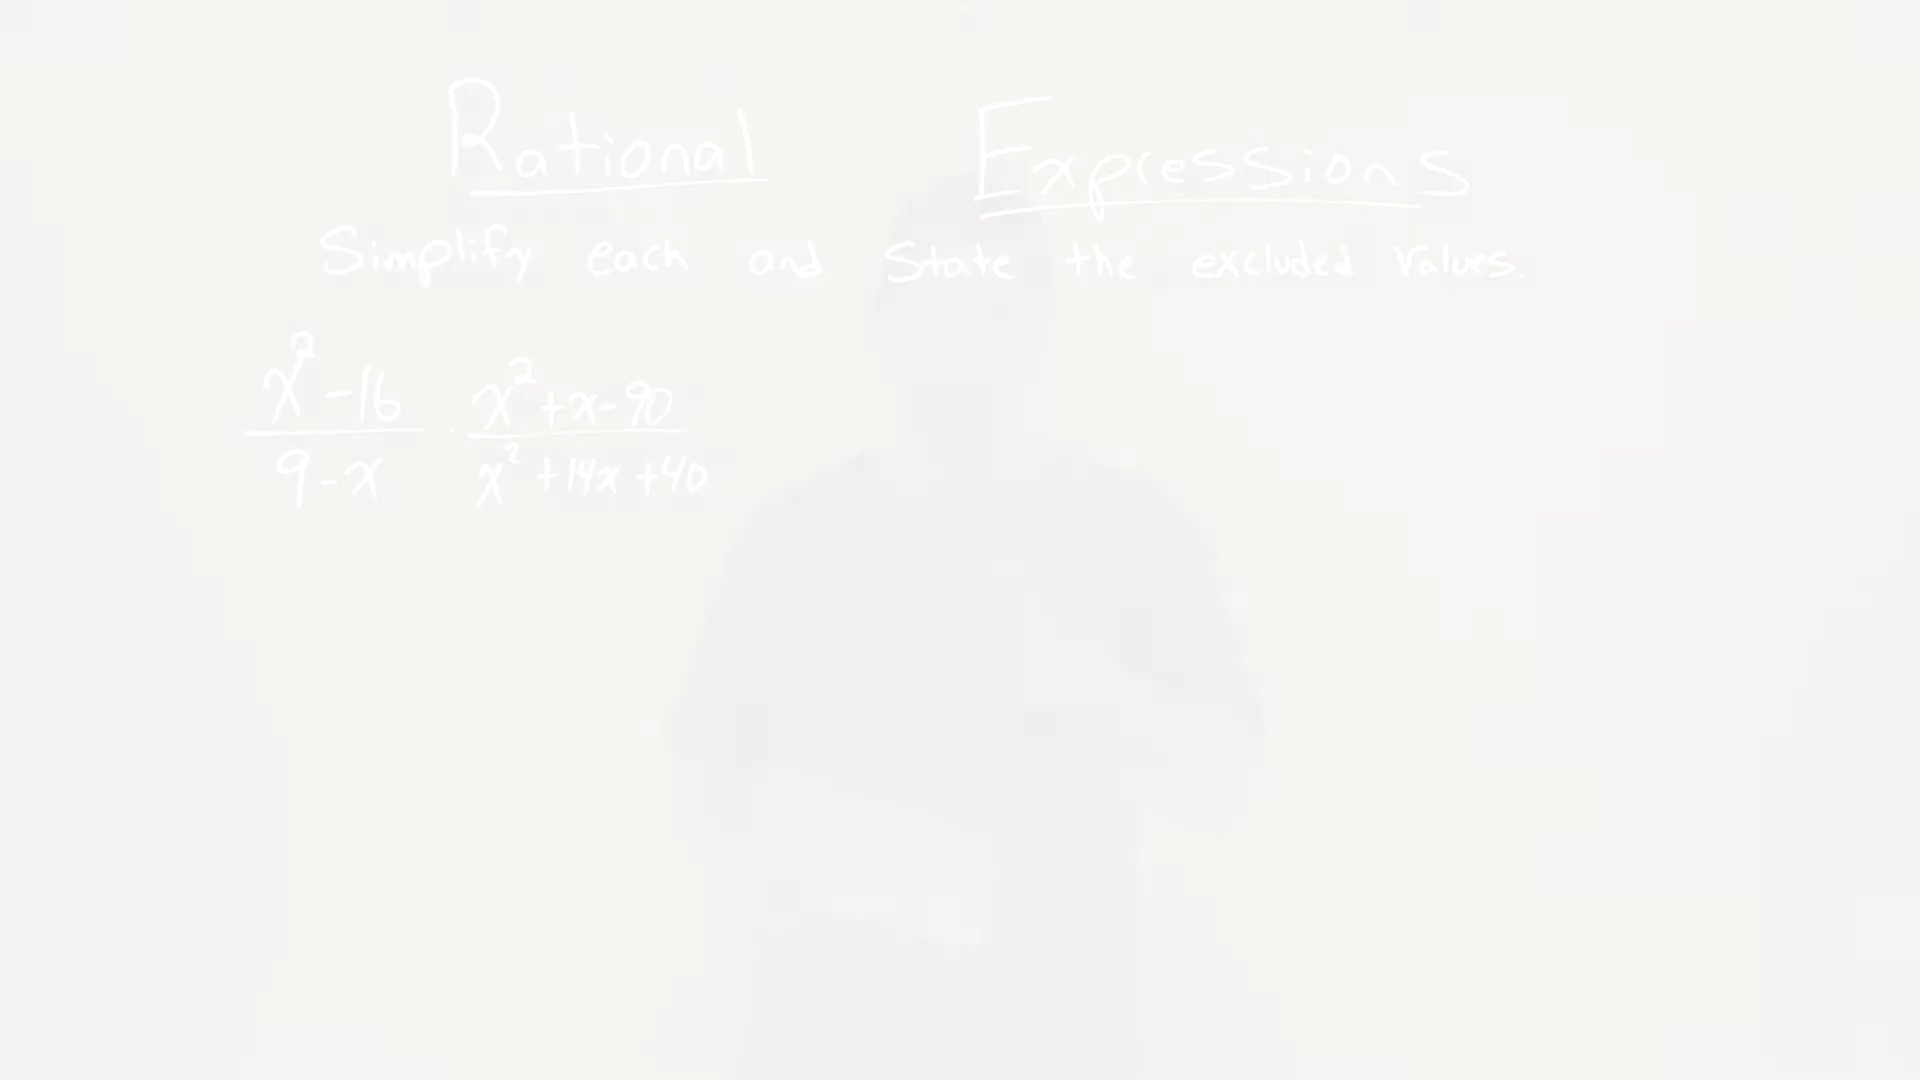 Rational Expressions
Simplify each and State the excluded values.
x² - 16 / 9 - x · x² + x - 90 / x² + 14x + 40